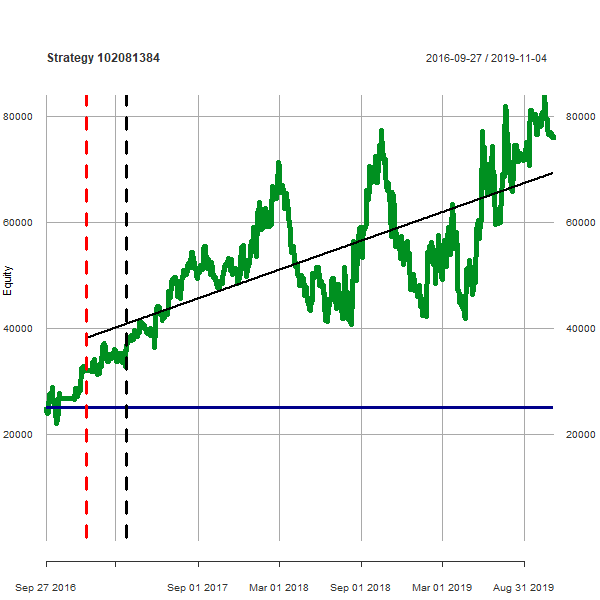 Strategy 102081384 2016-09-27 / 2019-11-04
80000 80000
60000 60000
Equity
40000 40000
20000 20000
Sep 27 2016 Sep 01 2017 Mar 01 2018 Sep 01 2018 Mar 01 2019 Aug 31 2019